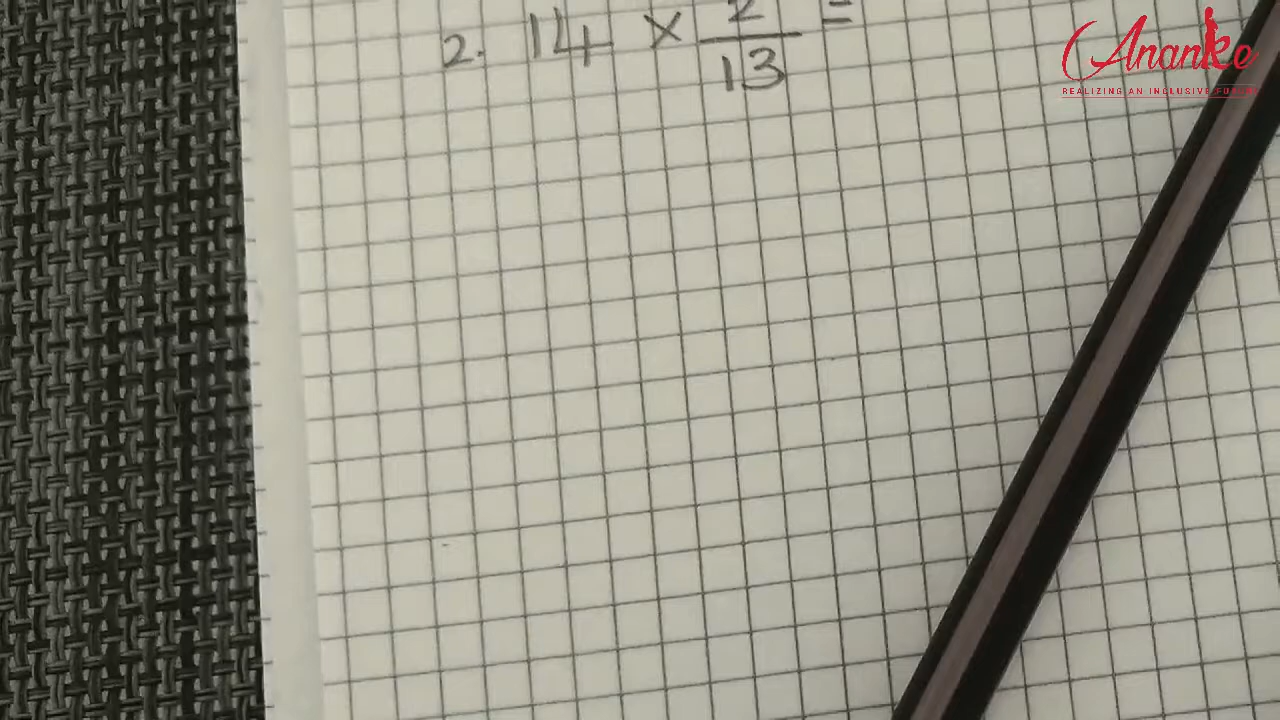 2. 14 × 2/13 =
Ananke
REALIZING AN INCLUSIVE FUTURE